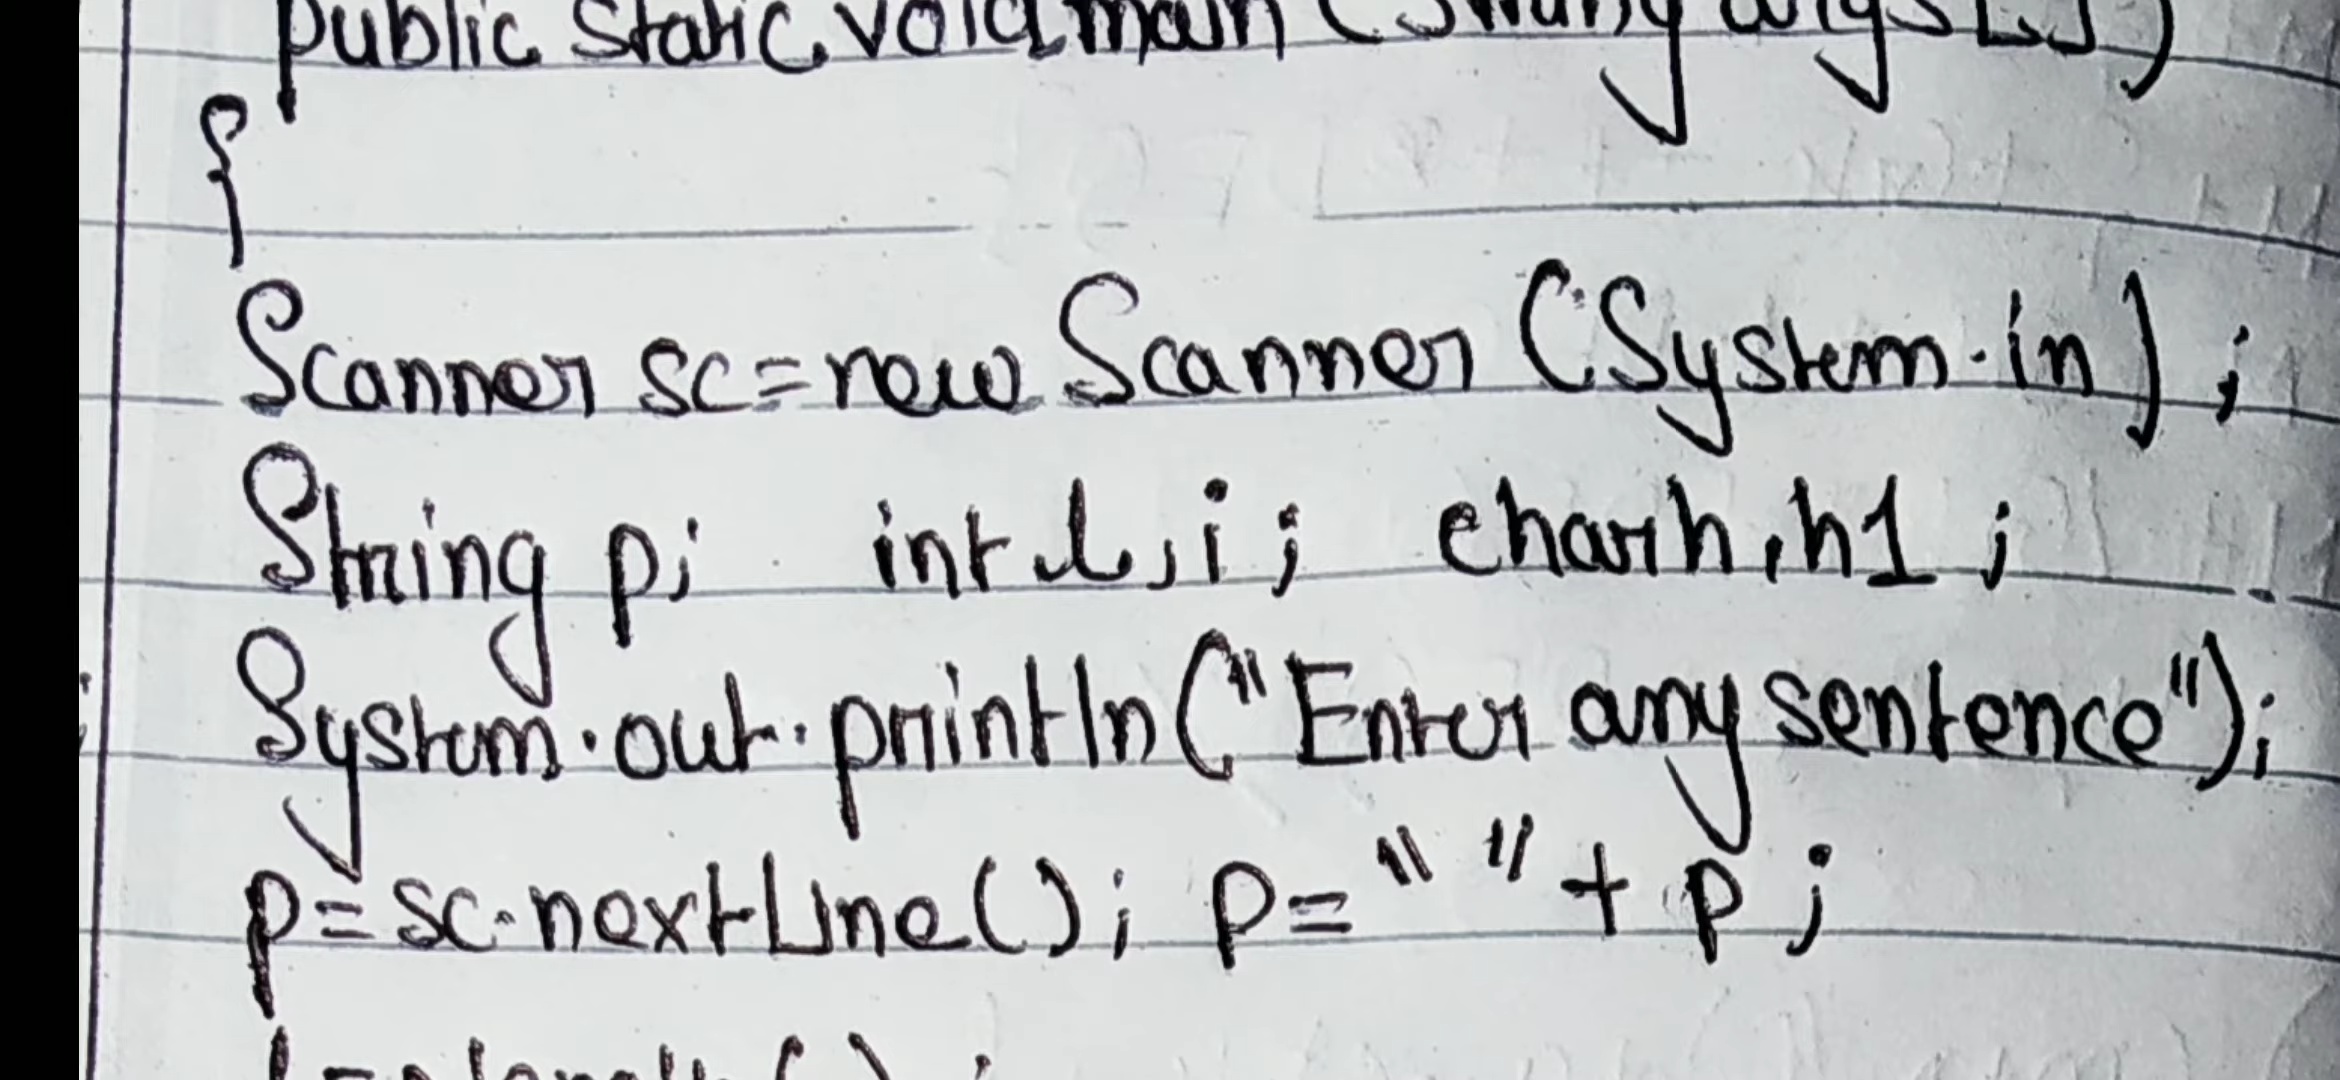 public static void main (String args[])
{
Scanner sc=new Scanner (System.in);
String p; int l,i; char h,h1;
System.out.println("Enter any sentence");
p=sc.nextLine(); p=" "+p;
l=p.length();